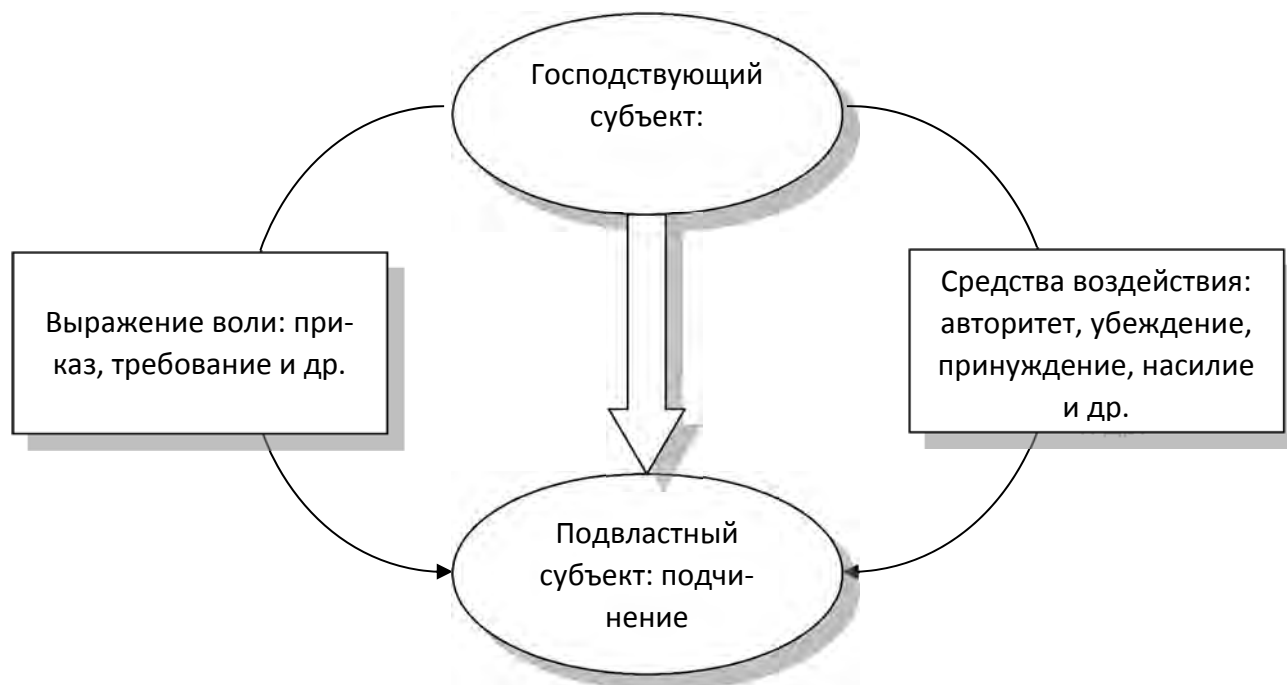 Господствующий
субъект:
Выражение воли: при-
каз, требование и др.
Средства воздействия:
авторитет, убеждение,
принуждение, насилие
и др.
Подвластный
субъект: подчи-
нение